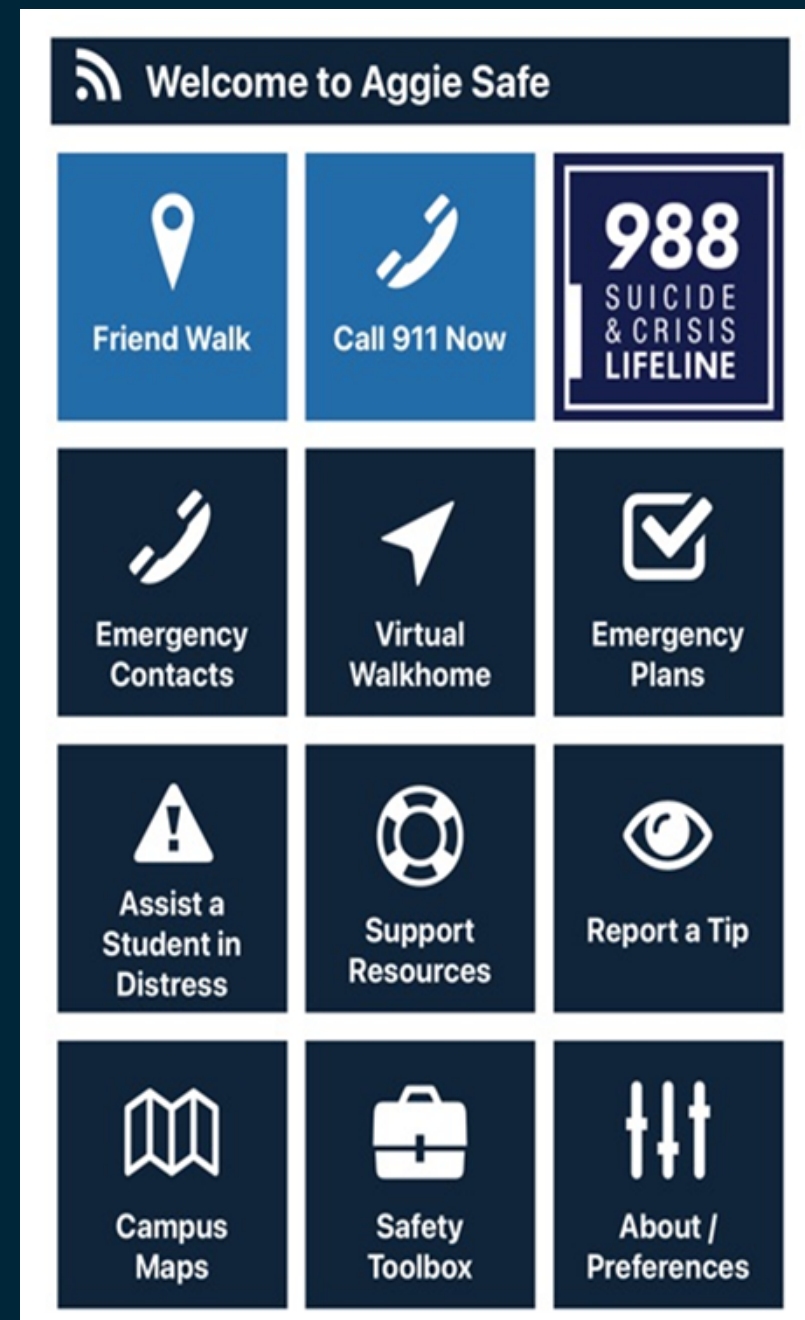 Welcome to Aggie Safe
Friend Walk
Call 911 Now
988
SUICIDE
& CRISIS
LIFELINE
Emergency
Contacts
Virtual
Walkhome
Emergency
Plans
Assist a
Student in
Distress
Support
Resources
Report a Tip
Campus
Maps
Safety
Toolbox
About /
Preferences